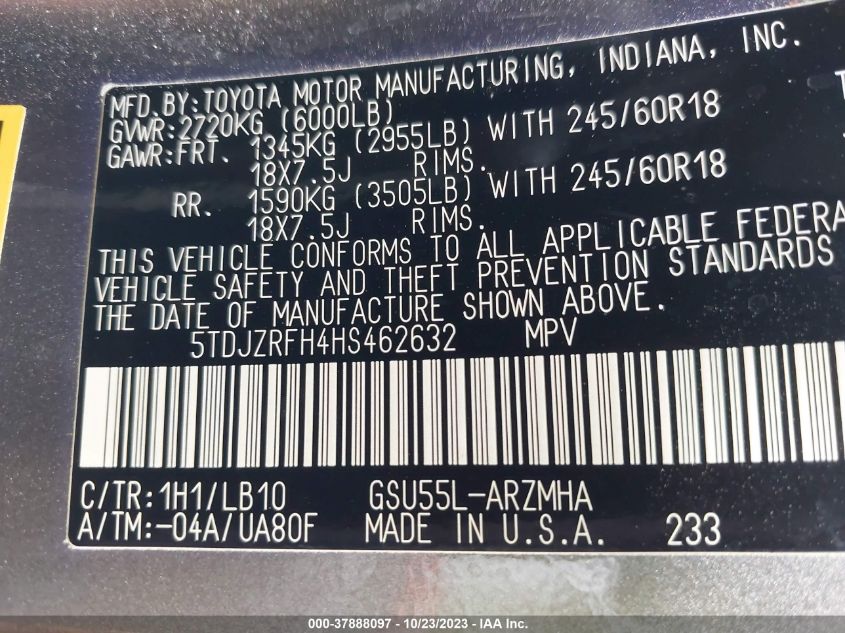 MFD. BY: TOYOTA MOTOR MANUFACTURING, INDIANA, INC.
GVWR: 2720KG (6000LB)
GAWR: FRT. 1345KG (2955LB) WITH 245/60R18
18X7.5J RIMS.
RR. 1590KG (3505LB) WITH 245/60R18
18X7.5J RIMS.
THIS VEHICLE CONFORMS TO ALL APPLICABLE FEDERA
VEHICLE SAFETY AND THEFT PREVENTION STANDARDS
THE DATE OF MANUFACTURE SHOWN ABOVE.
5TDJZRFH4HS462632 MPV
C/TR: 1H1/LB10 GSU55L-ARZMHA
A/TM: -04A/UA80F MADE IN U.S.A. 233
000-37888097 - 10/23/2023 - IAA Inc.